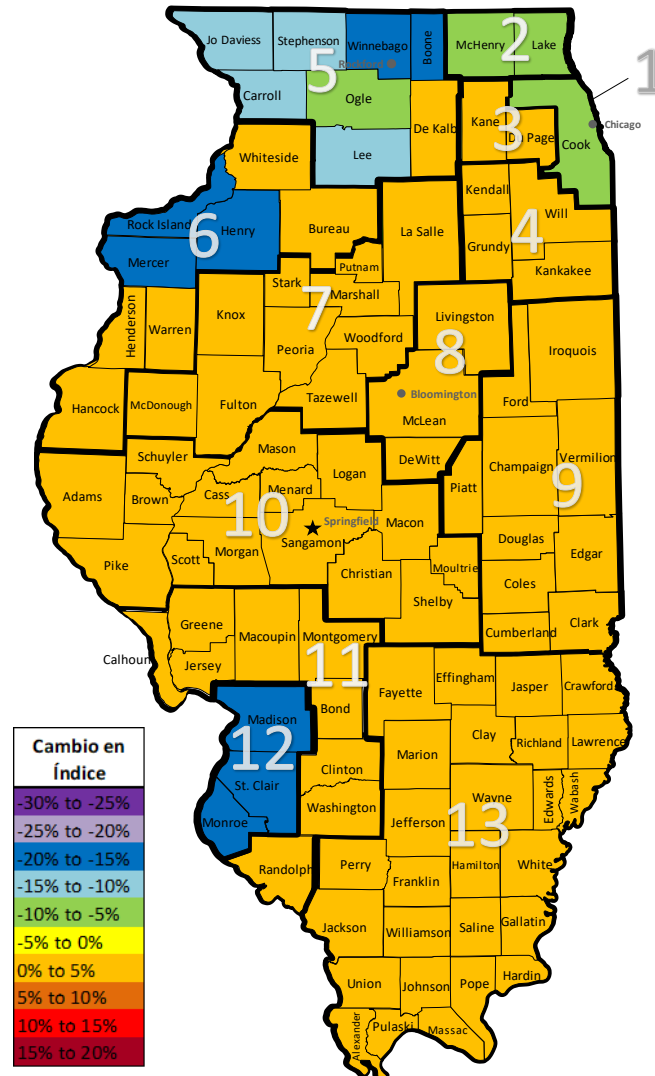 Jo Daviess
Stephenson
Winnebago
Boone
McHenry
Lake
2
5
Rockford
1
Carroll
Ogle
De Kalb
Kane
3
Du Page
Cook
Chicago
Whiteside
Lee
Kendall
Will
4
Rock Island
6
Henry
Bureau
La Salle
Grundy
Mercer
Putnam
Kankakee
Stark
7
Marshall
Henderson
Warren
Knox
Livingston
Peoria
Woodford
8
Iroquois
Bloomington
Hancock
McDonough
Fulton
Tazewell
McLean
Ford
Mason
Schuyler
Logan
DeWitt
Champaign
Vermilion
Adams
Brown
Cass
Menard
Piatt
9
10
Springfield
Macon
Sangamon
Douglas
Pike
Scott
Morgan
Christian
Moultrie
Edgar
Coles
Shelby
Greene
Macoupin
Montgomery
Cumberland
Clark
Calhoun
Jersey
11
Fayette
Effingham
Jasper
Crawford
Madison
Bond
12
Clay
Richland
Lawrence
Marion
St. Clair
Clinton
Wayne
Edwards
Wabash
Monroe
Washington
Jefferson
13
Randolph
Perry
Hamilton
White
Franklin
Jackson
Williamson
Saline
Gallatin
Union
Johnson
Pope
Hardin
Alexander
Pulaski
Massac
Cambio en
Índice
-30% to -25%
-25% to -20%
-20% to -15%
-15% to -10%
-10% to -5%
-5% to 0%
0% to 5%
5% to 10%
10% to 15%
15% to 20%